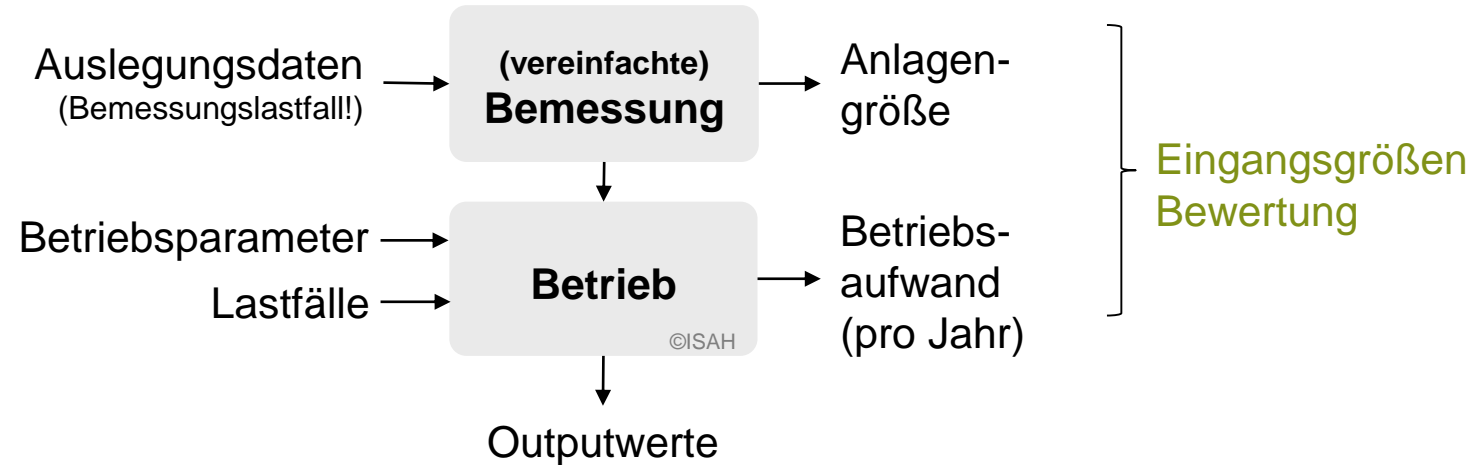 Auslegungsdaten
(Bemessungslastfall!)
(vereinfachte)
Bemessung
Anlagen-
größe
Eingangsgrößen
Bewertung
Betriebsparameter
Lastfälle
Betrieb
©ISAH
Betriebs-
aufwand
(pro Jahr)
Outputwerte